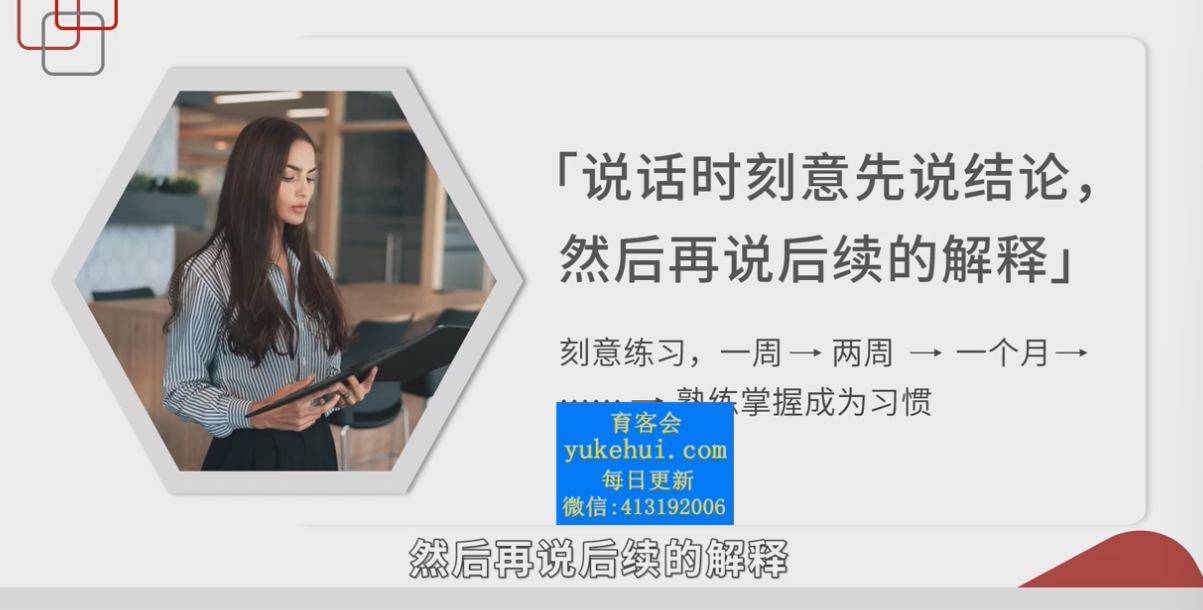 「说话时刻意先说结论，
然后再说后续的解释」
刻意练习，一周→两周 → 一个月→
…… → 熟练掌握成为习惯
育客会
yukehui.com
每日更新
微信:413192006
然后再说后续的解释